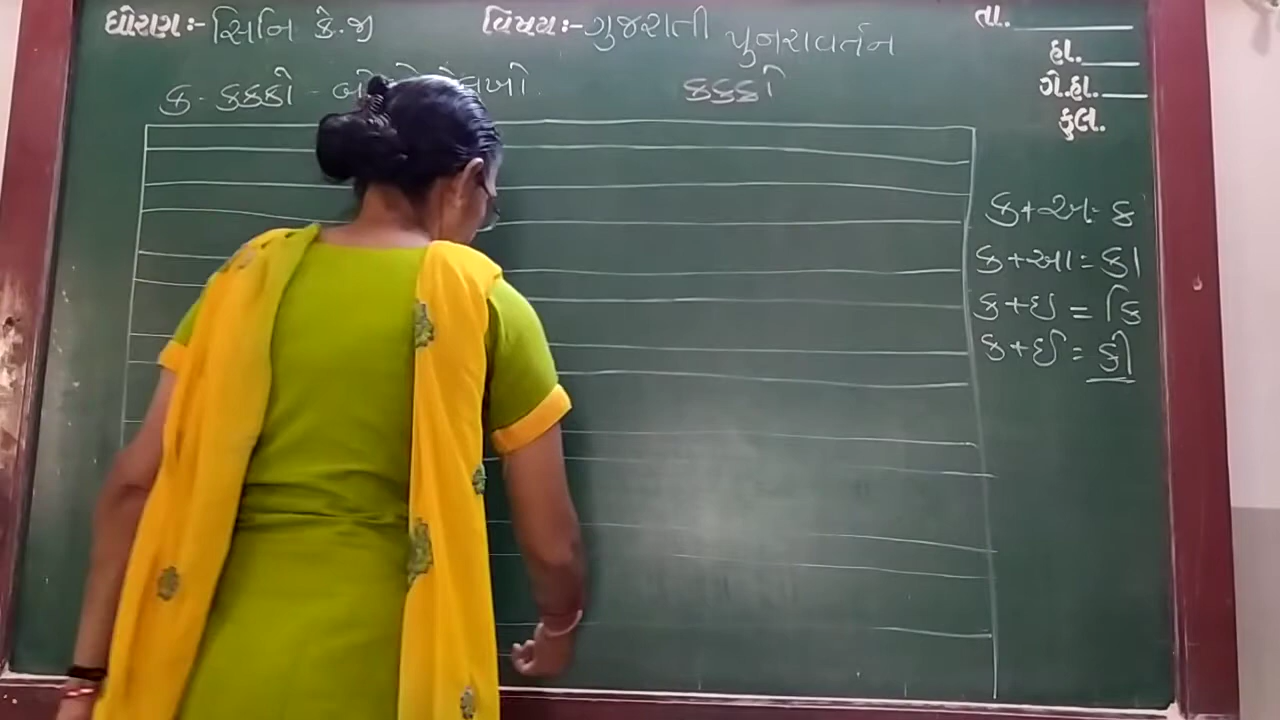 ધોરણ:- સિનિ કે.જી વિષય:- ગુજરાતી પુનરાવર્તન
તા.
હા.
ગે.હા.
કુલ.
ક - કક્કો - લખો. કક્કો
ક+અ = ક
ક+આ = કા
ક+ઇ = કિ
ક+ઈ = કી